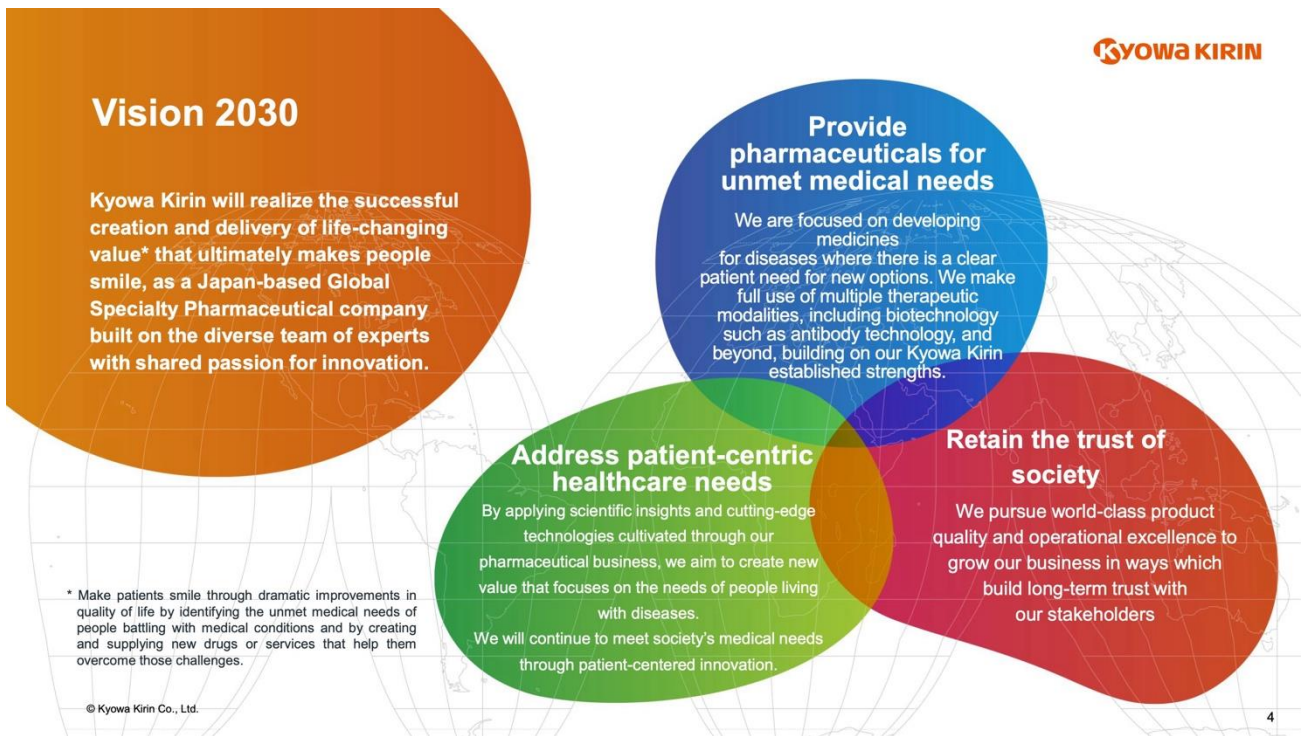 Kyowa KIRIN
Vision 2030
Kyowa Kirin will realize the successful
creation and delivery of life-changing
value* that ultimately makes people
smile, as a Japan-based Global
Specialty Pharmaceutical company
built on the diverse team of experts
with shared passion for innovation.
Provide
pharmaceuticals for
unmet medical needs
We are focused on developing
medicines
for diseases where there is a clear
patient need for new options. We make
full use of multiple therapeutic
modalities, including biotechnology
such as antibody technology, and
beyond, building on our Kyowa Kirin
established strengths.
Address patient-centric
healthcare needs
By applying scientific insights and cutting-edge
technologies cultivated through our
pharmaceutical business, we aim to create new
value that focuses on the needs of people living
with diseases.
We will continue to meet society's medical needs
through patient-centered innovation.
Retain the trust of
society
We pursue world-class product
quality and operational excellence to
grow our business in ways which
build long-term trust with
our stakeholders
* Make patients smile through dramatic improvements in
quality of life by identifying the unmet medical needs of
people battling with medical conditions and by creating
and supplying new drugs or services that help them
overcome those challenges.
© Kyowa Kirin Co., Ltd.
4